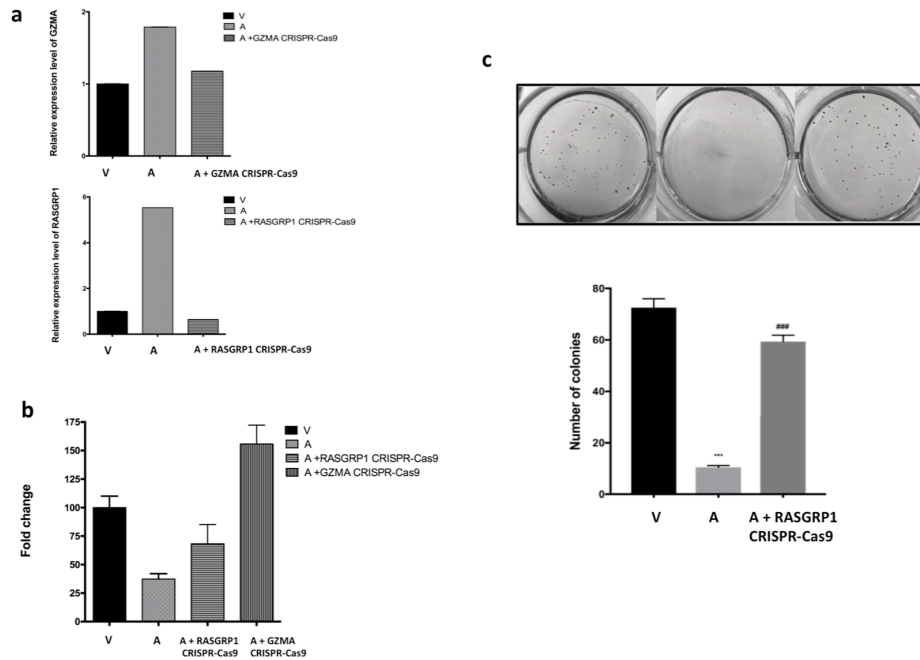 a
Relative expression level of GZMA
2
1
0
V
A
A + GZMA CRISPR-Cas9
V
A
A +GZMA CRISPR-Cas9
Relative expression level of RASGRP1
6
4
2
0
V
A
A + RASGRP1 CRISPR-Cas9
V
A
A +RASGRP1 CRISPR-Cas9
b
Fold change
175
150
125
100
75
50
25
0
V
A
A + RASGRP1
CRISPR-Cas9
A + GZMA
CRISPR-Cas9
V
A
A +RASGRP1 CRISPR-Cas9
A +GZMA CRISPR-Cas9
c
Number of colonies
80
60
40
20
0
***
###
V
A
A + RASGRP1
CRISPR-Cas9